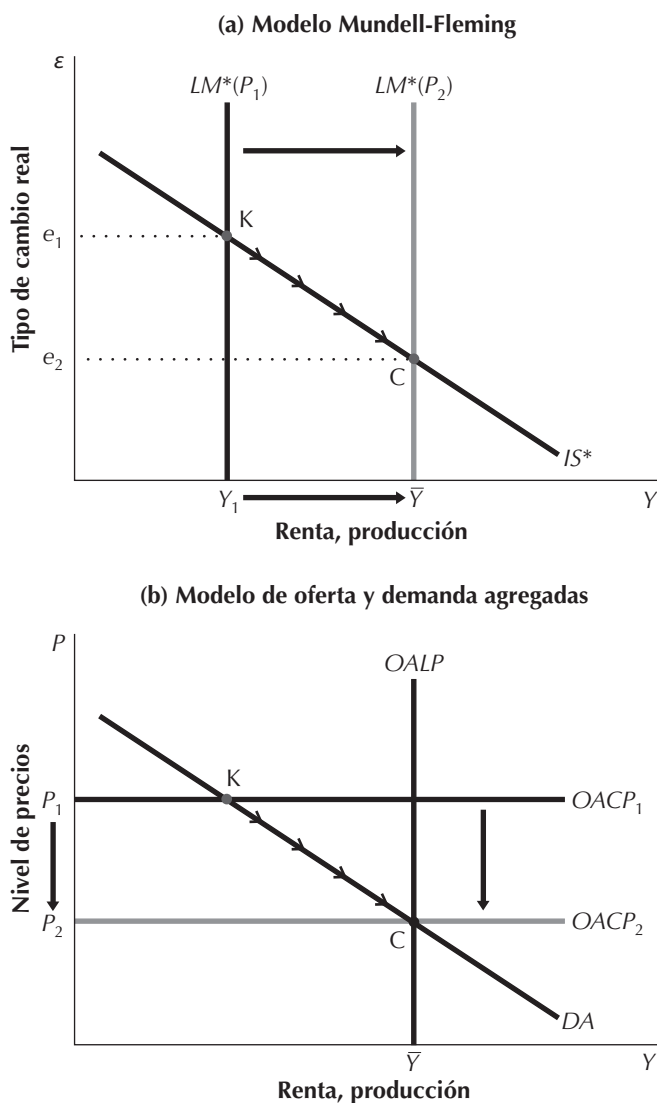 (a) Modelo Mundell-Fleming
ε
LM*(P₁) LM*(P₂)
Tipo de cambio real
K
e₁
e₂
C
IS*
Y₁ Ȳ Y
Renta, producción
(b) Modelo de oferta y demanda agregadas
P
OALP
Nivel de precios
K
P₁ OACP₁
P₂ OACP₂
C
DA
Ȳ Y
Renta, producción